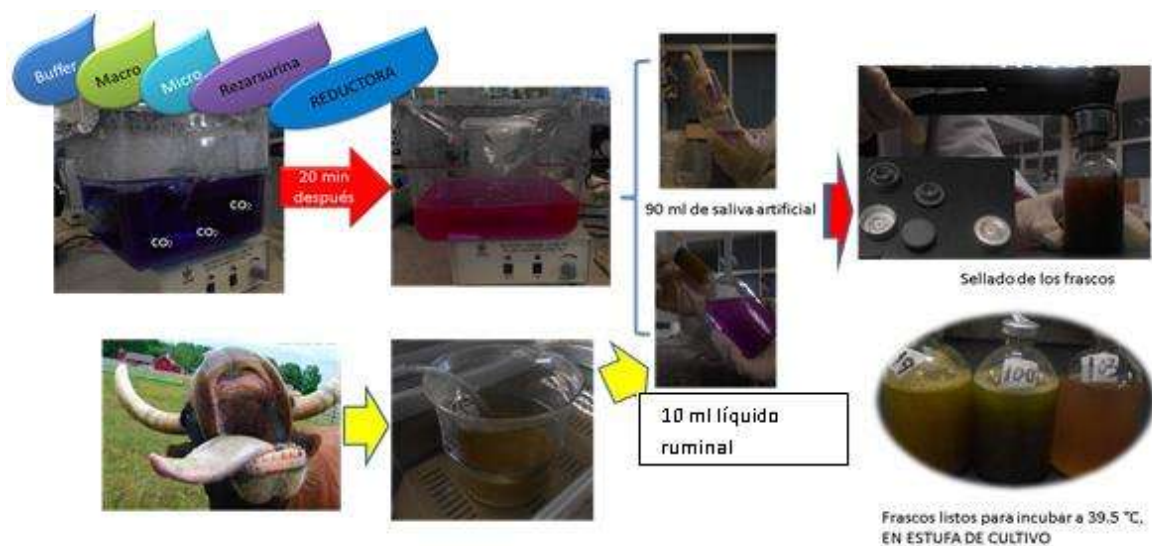 Buffer
Macro
Micro
Rezarsurina
REDUCTORA
20 min
después
CO₂
CO₂
CO₂
90 ml de saliva artificial
Sellado de los frascos
10 ml líquido
ruminal
19
100
103
Frascos listos para incubar a 39.5 °C,
EN ESTUFA DE CULTIVO